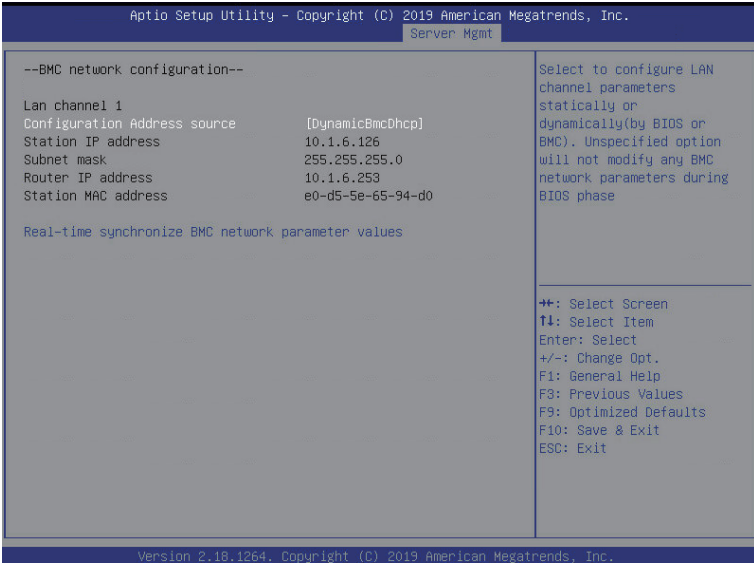 Aptio Setup Utility – Copyright (C) 2019 American Megatrends, Inc.
Server Mgmt
--BMC network configuration--
Lan channel 1
Configuration Address source [DynamicBmcDhcp]
Station IP address 10.1.6.126
Subnet mask 255.255.255.0
Router IP address 10.1.6.253
Station MAC address e0-d5-5e-65-94-d0
Real-time synchronize BMC network parameter values
Select to configure LAN
channel parameters
statically or
dynamically(by BIOS or
BMC). Unspecified option
will not modify any BMC
network parameters during
BIOS phase
→←: Select Screen
↑↓: Select Item
Enter: Select
+/-: Change Opt.
F1: General Help
F3: Previous Values
F9: Optimized Defaults
F10: Save & Exit
ESC: Exit
Version 2.18.1264. Copyright (C) 2019 American Megatrends, Inc.